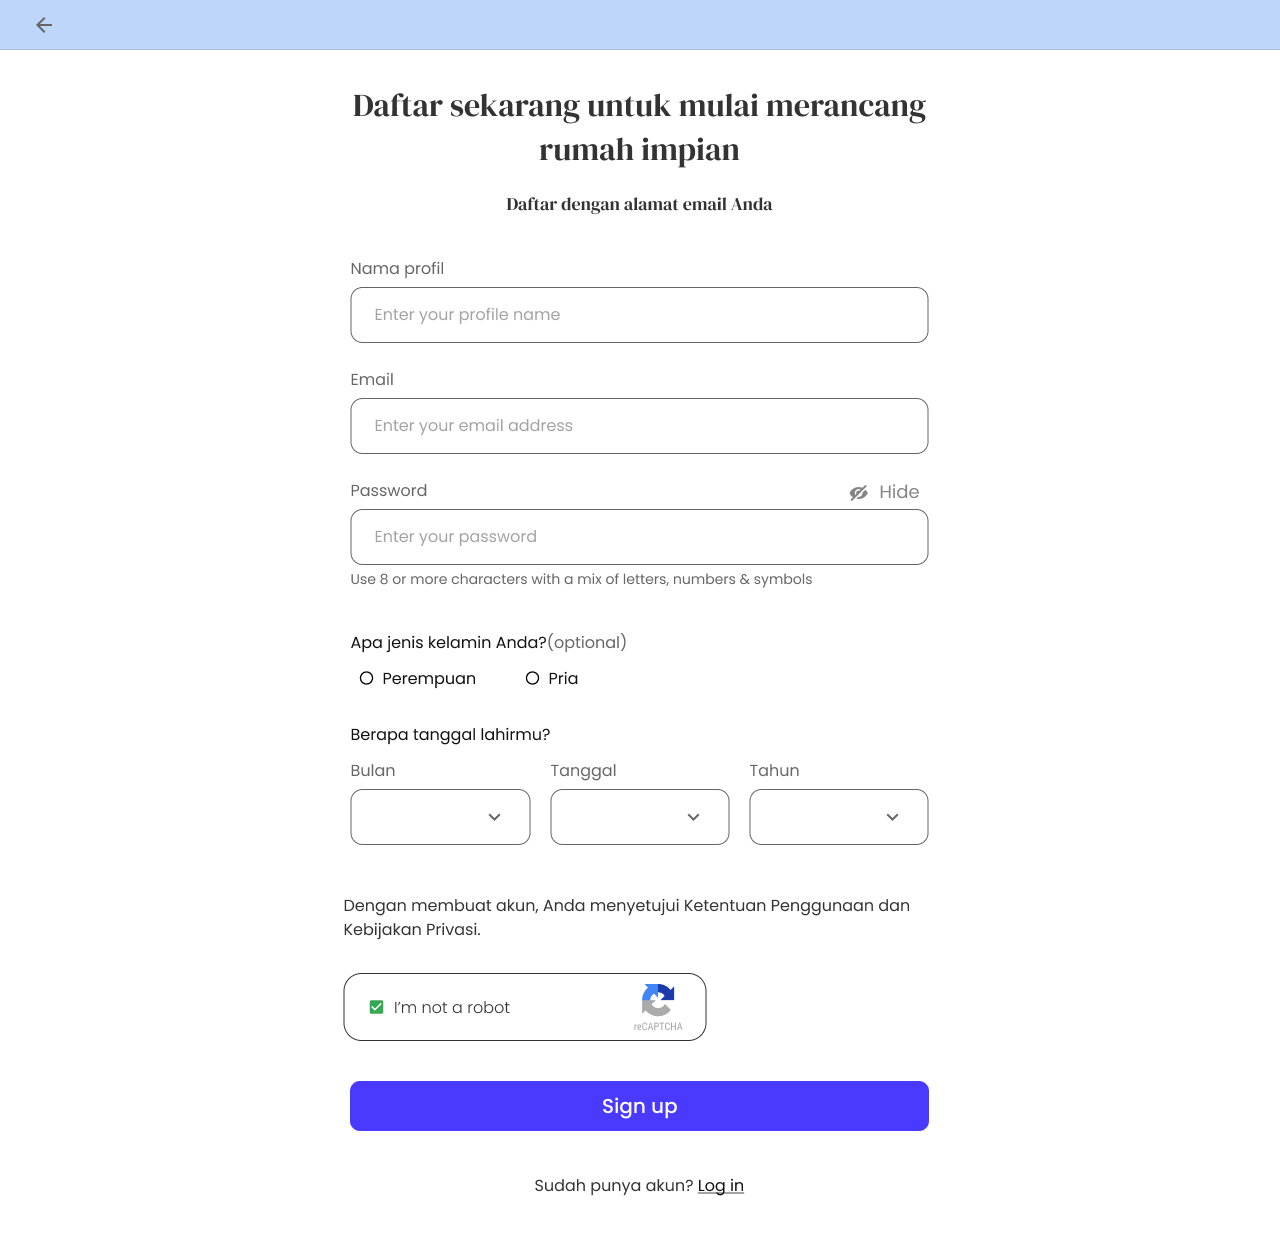 Daftar sekarang untuk mulai merancang
rumah impian
Daftar dengan alamat email Anda
Nama profil
Enter your profile name
Email
Enter your email address
Password
Hide
Enter your password
Use 8 or more characters with a mix of letters, numbers & symbols
Apa jenis kelamin Anda?(optional)
Perempuan
Pria
Berapa tanggal lahirmu?
Bulan
Tanggal
Tahun
Dengan membuat akun, Anda menyetujui Ketentuan Penggunaan dan
Kebijakan Privasi.
I’m not a robot
reCAPTCHA
Sign up
Sudah punya akun? Log in